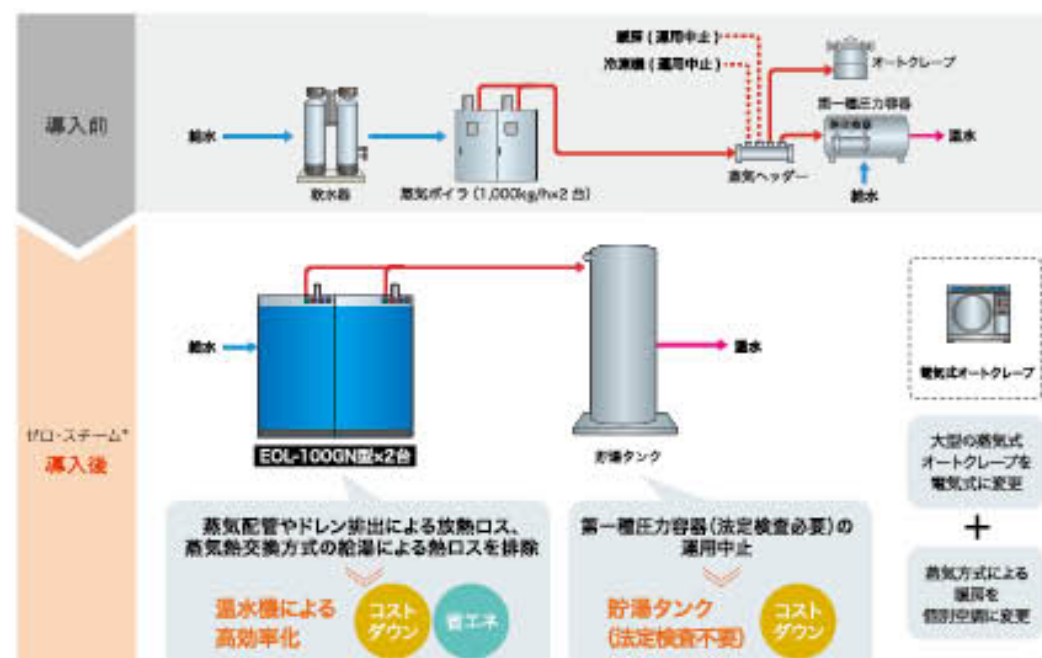 導入前
暖房(運用中止)
冷凍機(運用中止)
オートクレーブ
第一種圧力容器
給水
温水
軟水器
蒸気ボイラ(1,000kg/h×2台)
蒸気ヘッダー
給水
ゼロ・スチーム*
導入後
給水
温水
EOL-100GN型×2台
貯湯タンク
電気式オートクレーブ
大型の蒸気式
オートクレーブを
電気式に変更
+
蒸気方式による
暖房を
個別空調に変更
蒸気配管やドレン排出による放熱ロス、
蒸気熱交換方式の給湯による熱ロスを排除
温水機による
高効率化
コスト
ダウン
省エネ
第一種圧力容器(法定検査必要)の
運用中止
貯湯タンク
(法定検査不要)
コスト
ダウン